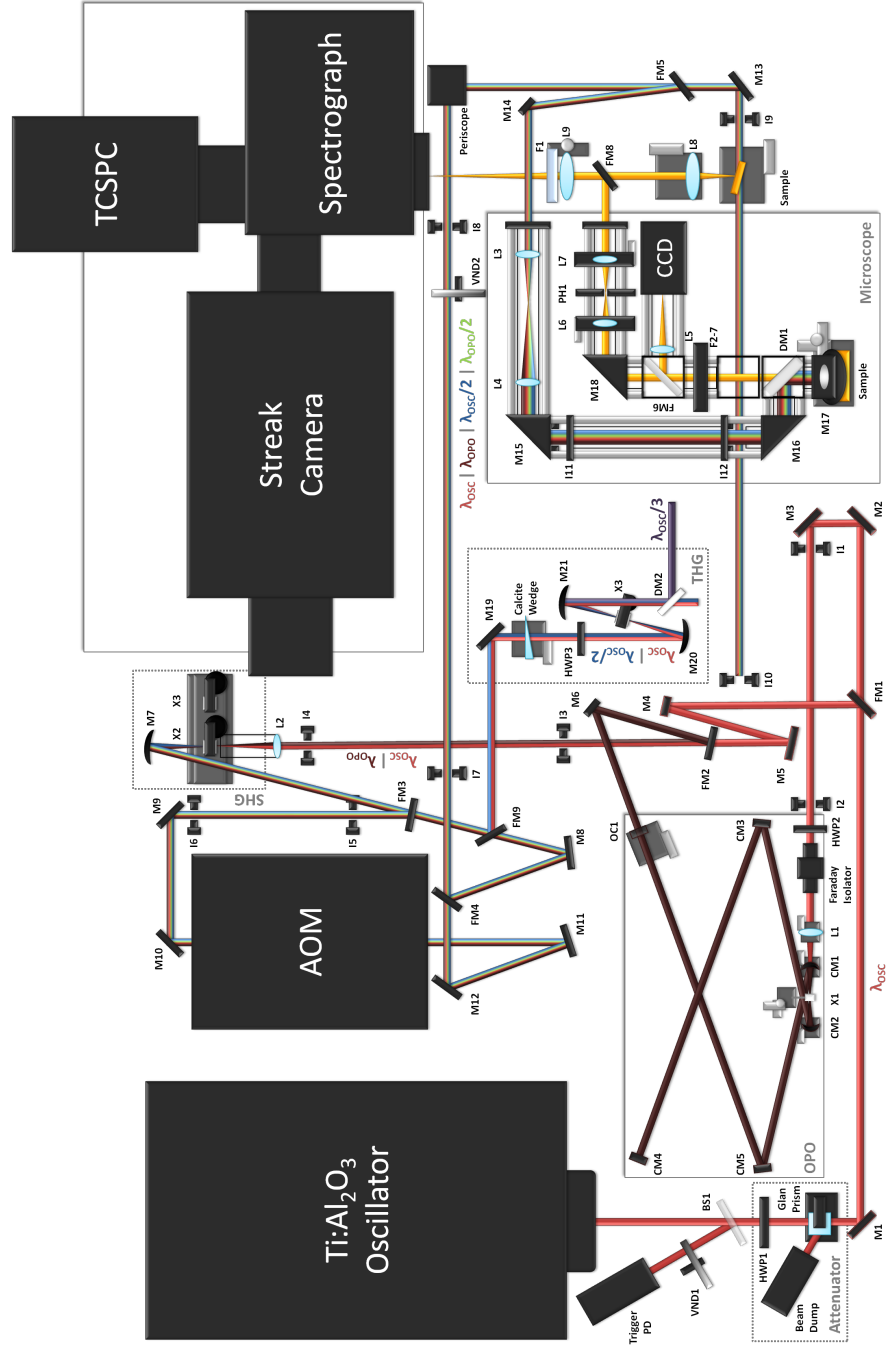 TCSPC
Spectrograph
Streak
Camera
Periscope
M14
FM5
M13
I9
F1
L9
FM8
L8
Sample
I8
VND2
λOSC | λOPO | λOSC/2 | λOPO/2
Microscope
L3
L4
L7
PH1
L6
CCD
L5
F2-7
M18
FM6
DM1
M15
I11
I12
M16
M17
Sample
THG
M19
Calcite
Wedge
HWP3
M21
X3
DM2
M20
λOSC | λOSC/2
λOSC/3
I10
SHG
M7
X2
X3
L2
I4
λOSC | λOPO
I3
I7
M9
I6
I5
FM3
FM9
M8
FM4
M10
AOM
M11
M12
M6
M4
FM2
M5
FM1
M3
M2
I1
I2
HWP2
Faraday
Isolator
L1
CM1
X1
CM2
CM3
OC1
CM4
CM5
OPO
λOSC
Ti:Al2O3
Oscillator
BS1
VND1
Trigger
PD
HWP1
Glan
Prism
Beam
Dump
Attenuator
M1